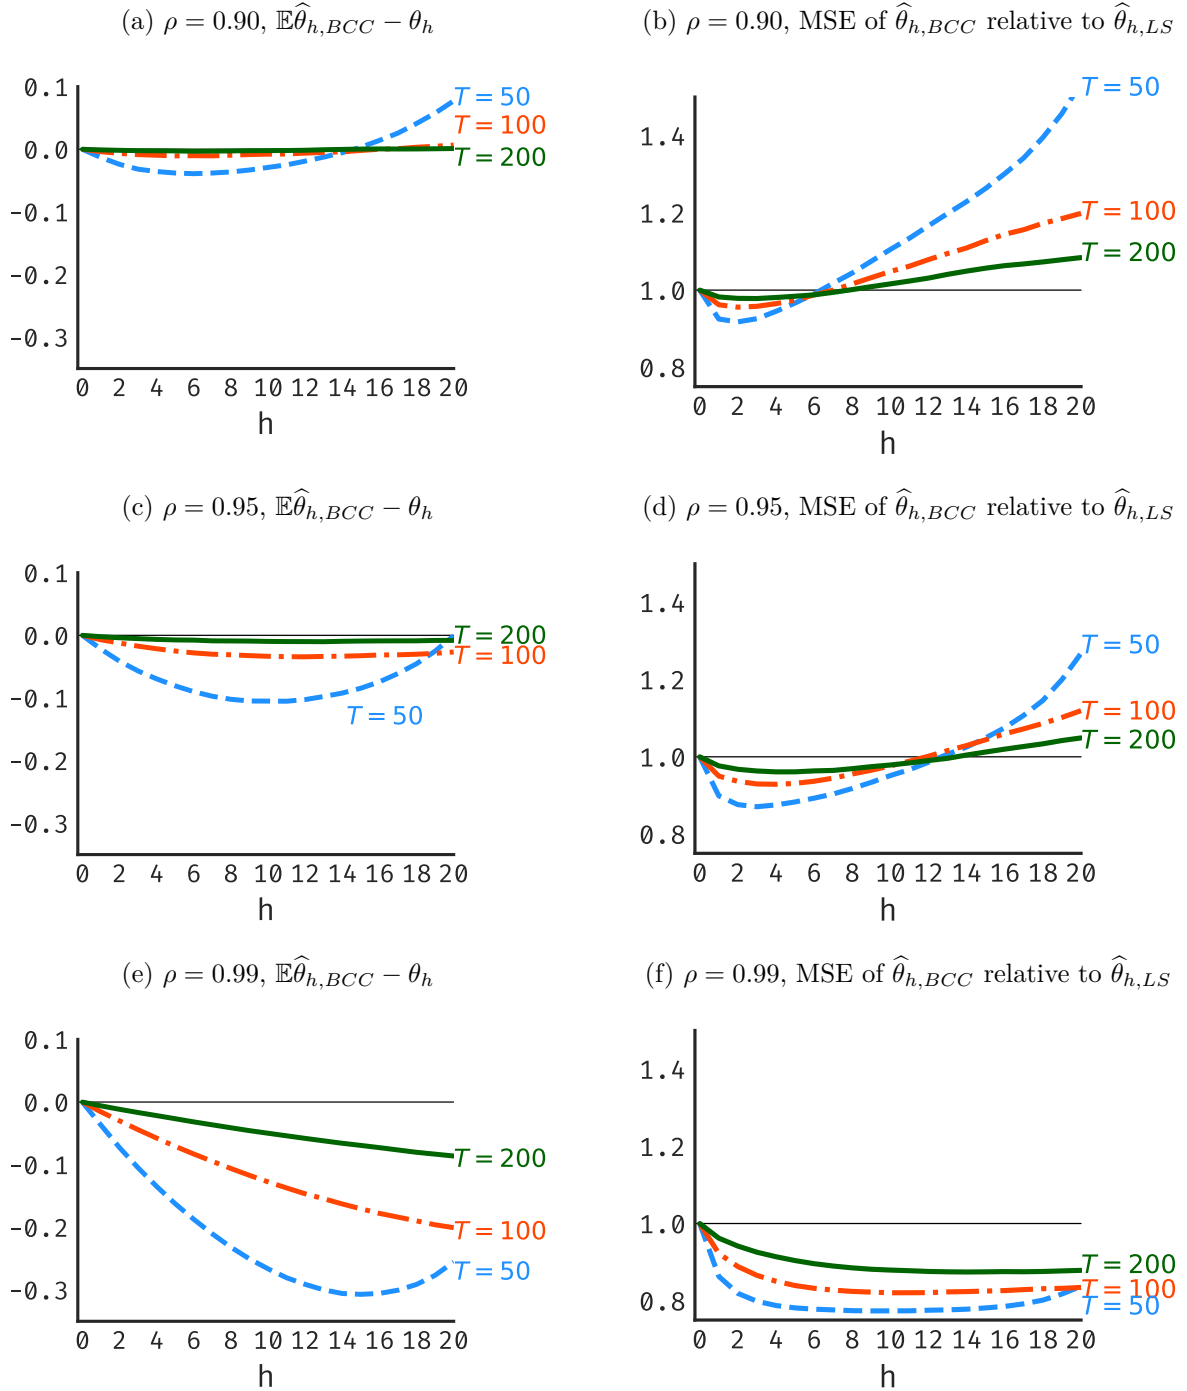 (a) ρ = 0.90, 𝔼θ̂_{h,BCC} − θ_h
0.1
0.0
−0.1
−0.2
−0.3
T = 50
T = 100
T = 200
0 2 4 6 8 10 12 14 16 18 20
h
(b) ρ = 0.90, MSE of θ̂_{h,BCC} relative to θ̂_{h,LS}
1.4
1.2
1.0
0.8
T = 50
T = 100
T = 200
0 2 4 6 8 10 12 14 16 18 20
h
(c) ρ = 0.95, 𝔼θ̂_{h,BCC} − θ_h
0.1
0.0
−0.1
−0.2
−0.3
T = 200
T = 100
T = 50
0 2 4 6 8 10 12 14 16 18 20
h
(d) ρ = 0.95, MSE of θ̂_{h,BCC} relative to θ̂_{h,LS}
1.4
1.2
1.0
0.8
T = 50
T = 100
T = 200
0 2 4 6 8 10 12 14 16 18 20
h
(e) ρ = 0.99, 𝔼θ̂_{h,BCC} − θ_h
0.1
0.0
−0.1
−0.2
−0.3
T = 200
T = 100
T = 50
0 2 4 6 8 10 12 14 16 18 20
h
(f) ρ = 0.99, MSE of θ̂_{h,BCC} relative to θ̂_{h,LS}
1.4
1.2
1.0
0.8
T = 200
T = 100
T = 50
0 2 4 6 8 10 12 14 16 18 20
h